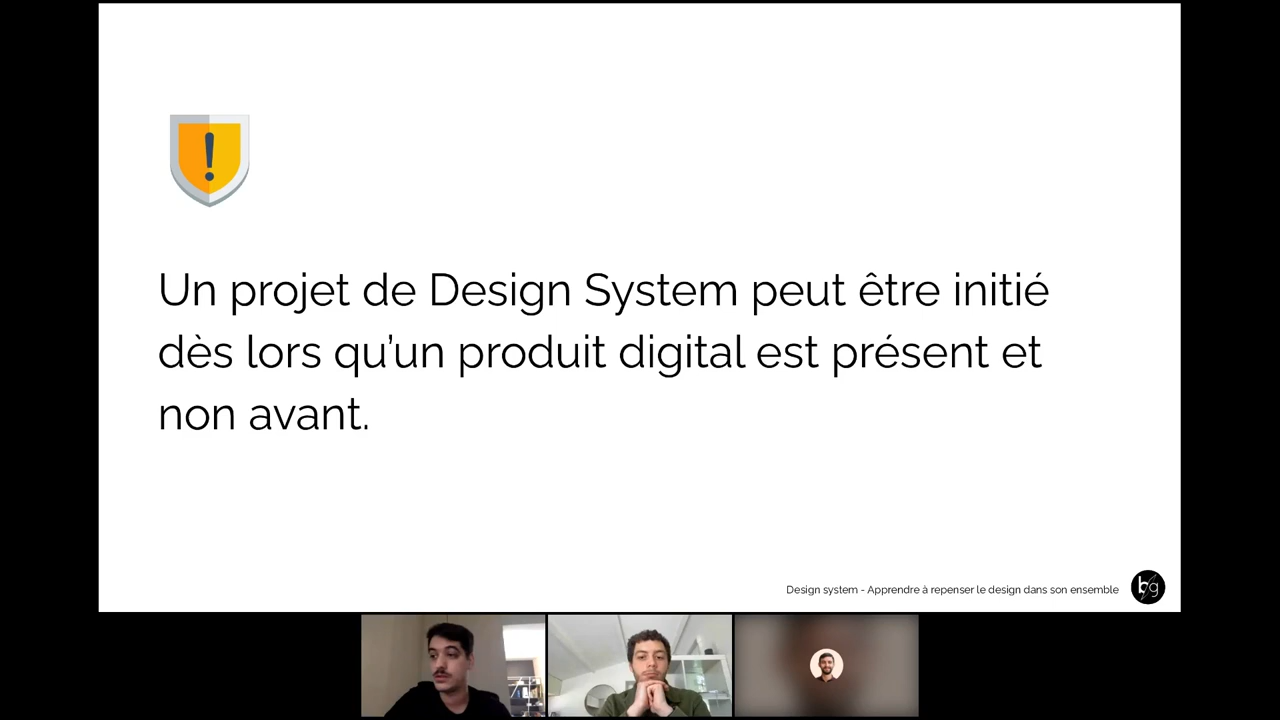 Un projet de Design System peut être initié
dès lors qu’un produit digital est présent et
non avant.
Design system - Apprendre à repenser le design dans son ensemble
bg